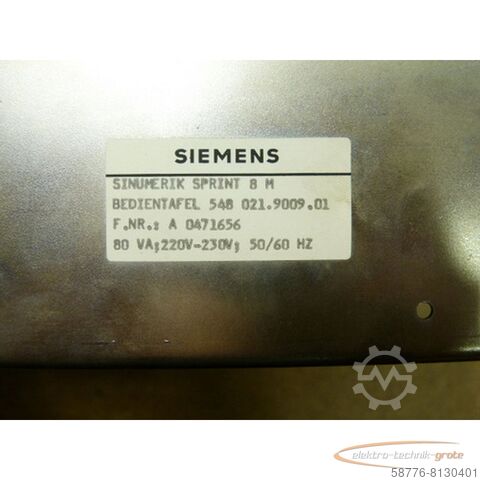 SIEMENS
SINUMERIK SPRINT 8 M
BEDIENTAFEL 548 021.9009.01
F.NR.: A 0471656
80 VA;220V-230V; 50/60 HZ
elektro-technik-grote
58776-8130401